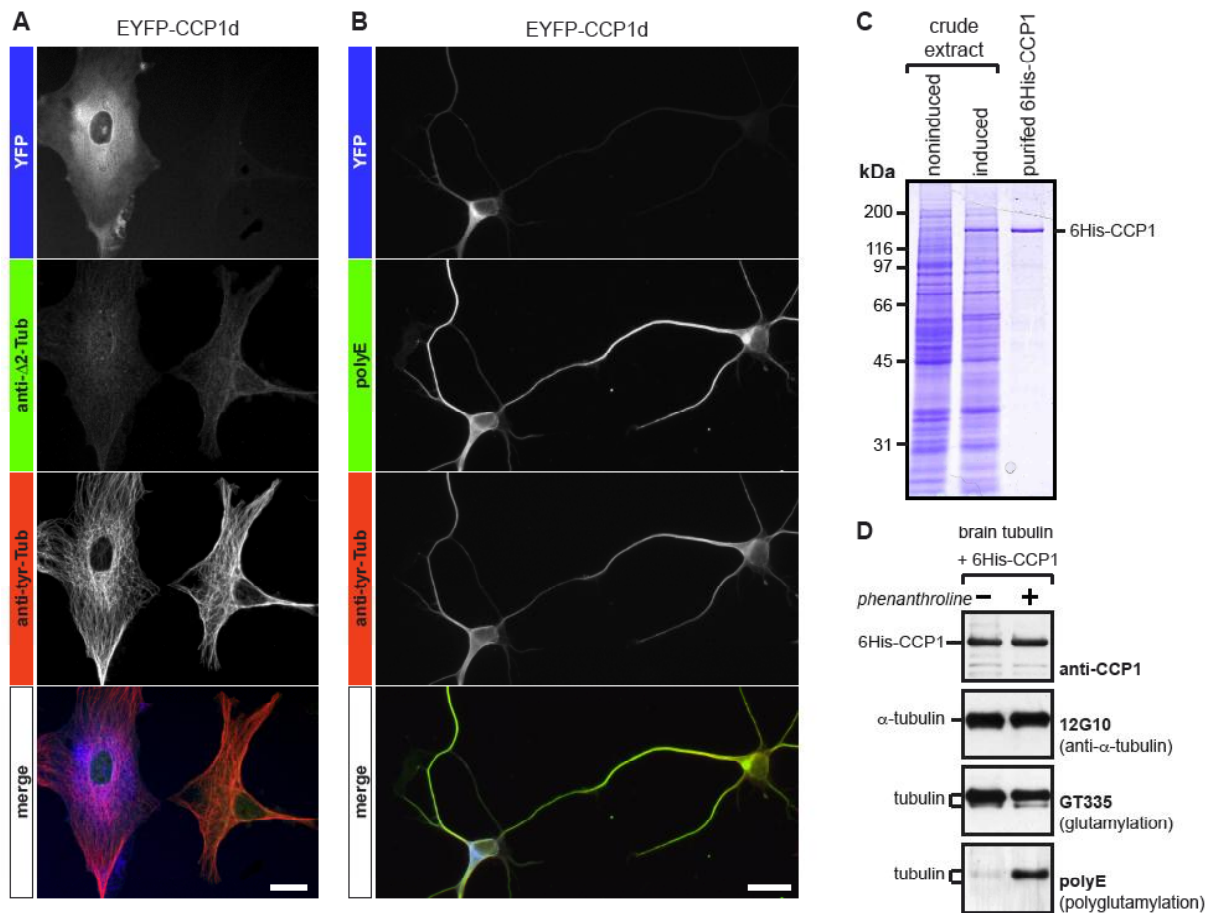 A
EYFP-CCP1d
YFP
anti-Δ2-Tub
anti-tyr-Tub
merge
B
EYFP-CCP1d
YFP
polyE
anti-tyr-Tub
merge
C
crude
extract
noninduced
induced
purifed 6His-CCP1
kDa
200
116
97
66
45
31
6His-CCP1
D
brain tubulin
+ 6His-CCP1
phenanthroline − +
6His-CCP1
anti-CCP1
α-tubulin
12G10
(anti-α-tubulin)
tubulin
GT335
(glutamylation)
tubulin
polyE
(polyglutamylation)